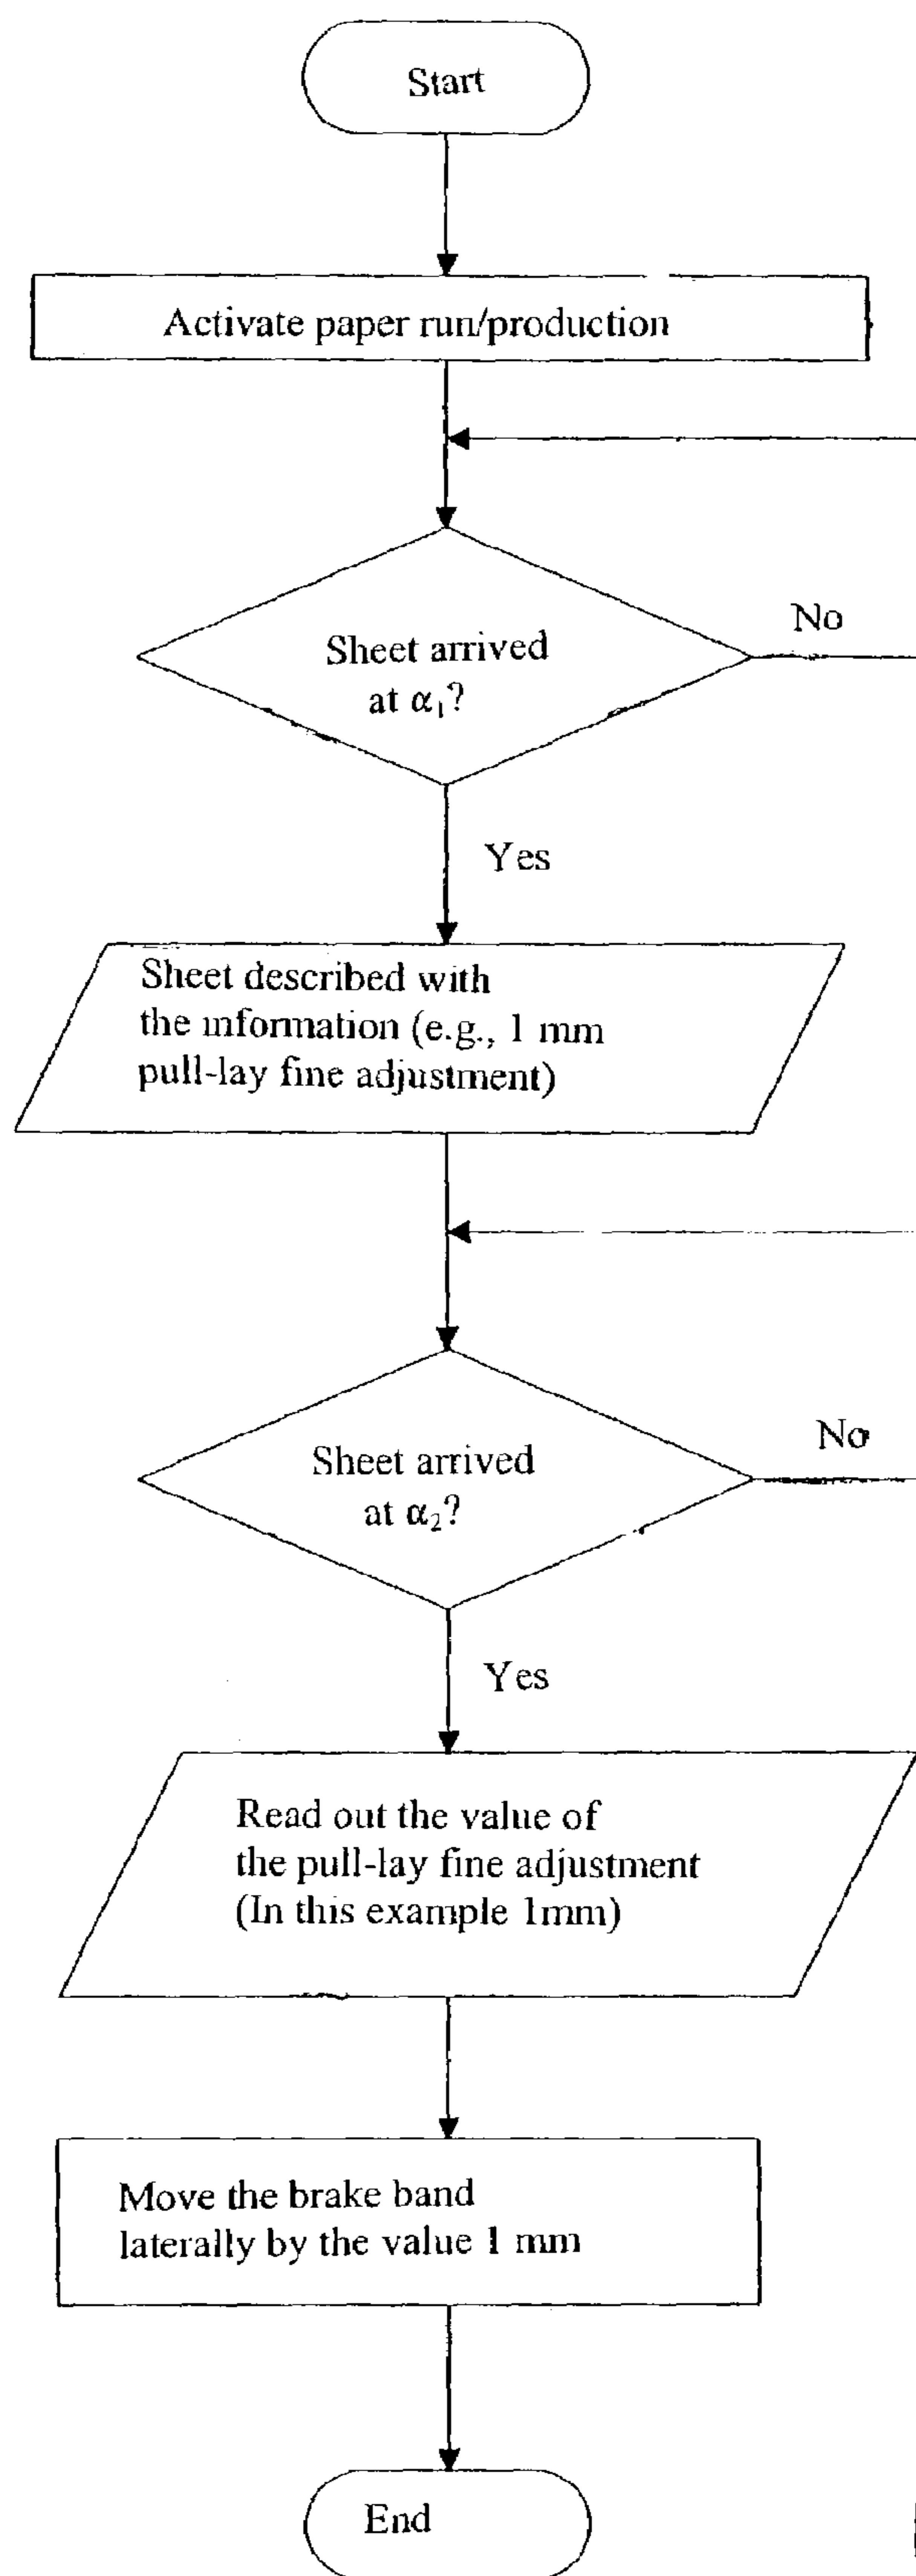 Start
Activate paper run/production
No
Sheet arrived
at α₁?
Yes
Sheet described with
the information (e.g., 1 mm
pull-lay fine adjustment)
No
Sheet arrived
at α₂?
Yes
Read out the value of
the pull-lay fine adjustment
(In this example 1mm)
Move the brake band
laterally by the value 1 mm
End